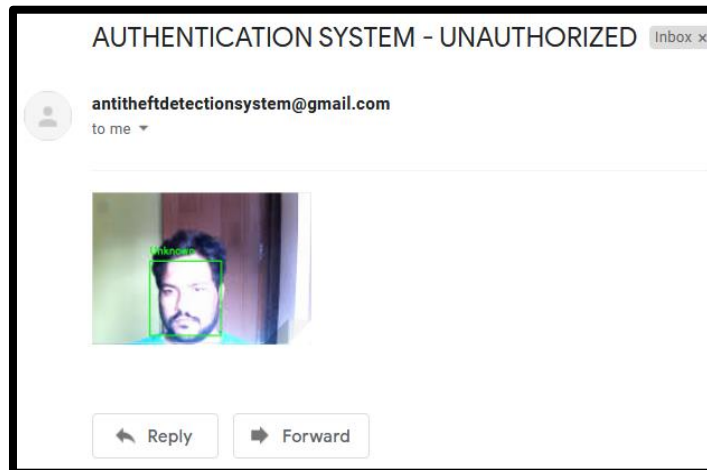 AUTHENTICATION SYSTEM - UNAUTHORIZED Inbox x
antitheftdetectionsystem@gmail.com
to me
Unknown
Reply
Forward